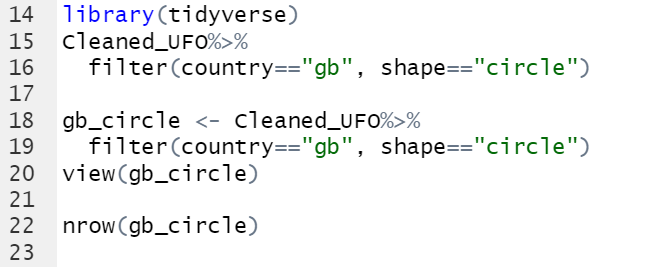 14 library(tidyverse)
15 Cleaned_UFO%>%
16   filter(country=="gb", shape=="circle")
17
18 gb_circle <- Cleaned_UFO%>%
19   filter(country=="gb", shape=="circle")
20 view(gb_circle)
21
22 nrow(gb_circle)
23